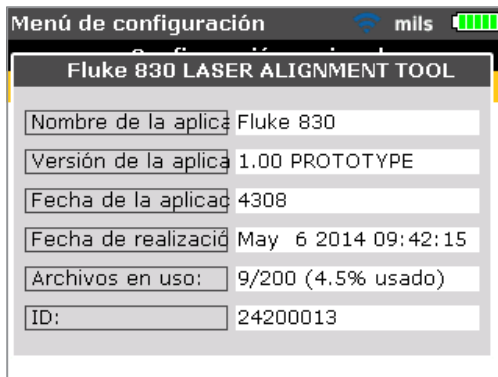 Menú de configuración mils
Fluke 830 LASER ALIGNMENT TOOL
Nombre de la aplica Fluke 830
Versión de la aplica 1.00 PROTOTYPE
Fecha de la aplicac 4308
Fecha de realizació May 6 2014 09:42:15
Archivos en uso: 9/200 (4.5% usado)
ID: 24200013